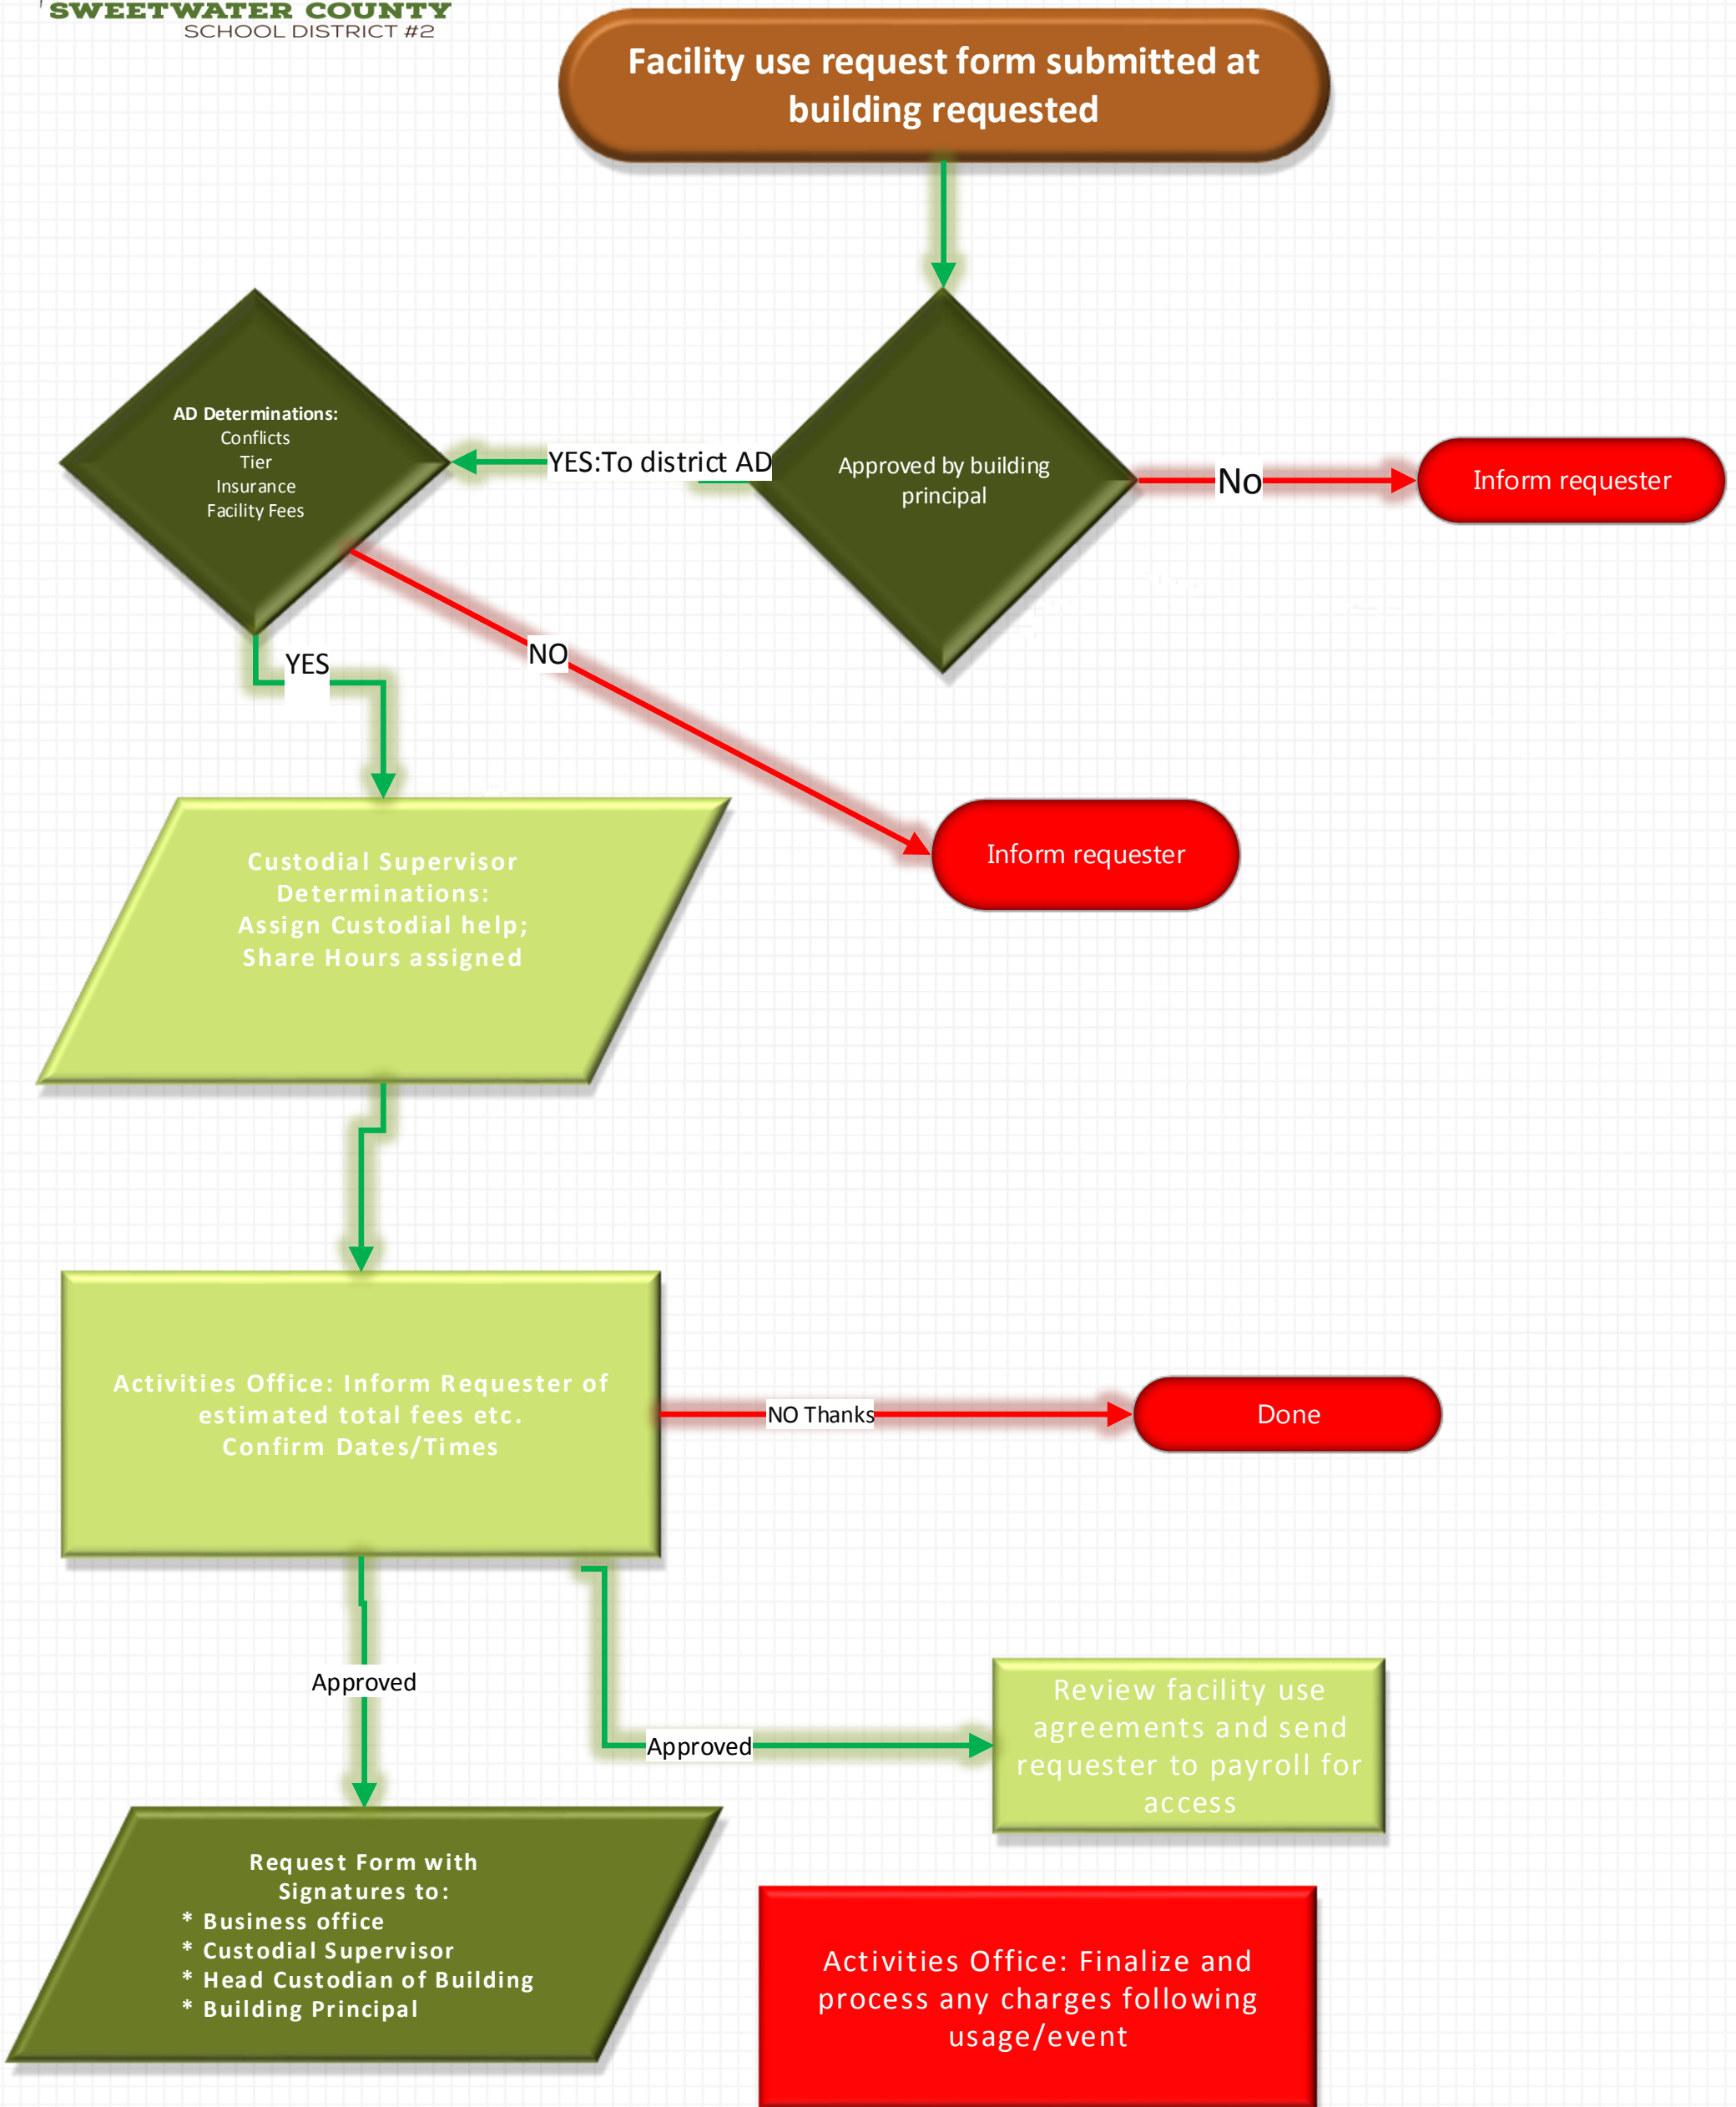 SWEETWATER COUNTY
SCHOOL DISTRICT #2
Facility use request form submitted at
building requested
AD Determinations:
Conflicts
Tier
Insurance
Facility Fees
YES:To district AD
Approved by building
principal
No
Inform requester
YES
NO
Custodial Supervisor
Determinations:
Assign Custodial help;
Share Hours assigned
Inform requester
Activities Office: Inform Requester of
estimated total fees etc.
Confirm Dates/Times
NO Thanks
Done
Approved
Approved
Review facility use
agreements and send
requester to payroll for
access
Request Form with
Signatures to:
* Business office
* Custodial Supervisor
* Head Custodian of Building
* Building Principal
Activities Office: Finalize and
process any charges following
usage/event